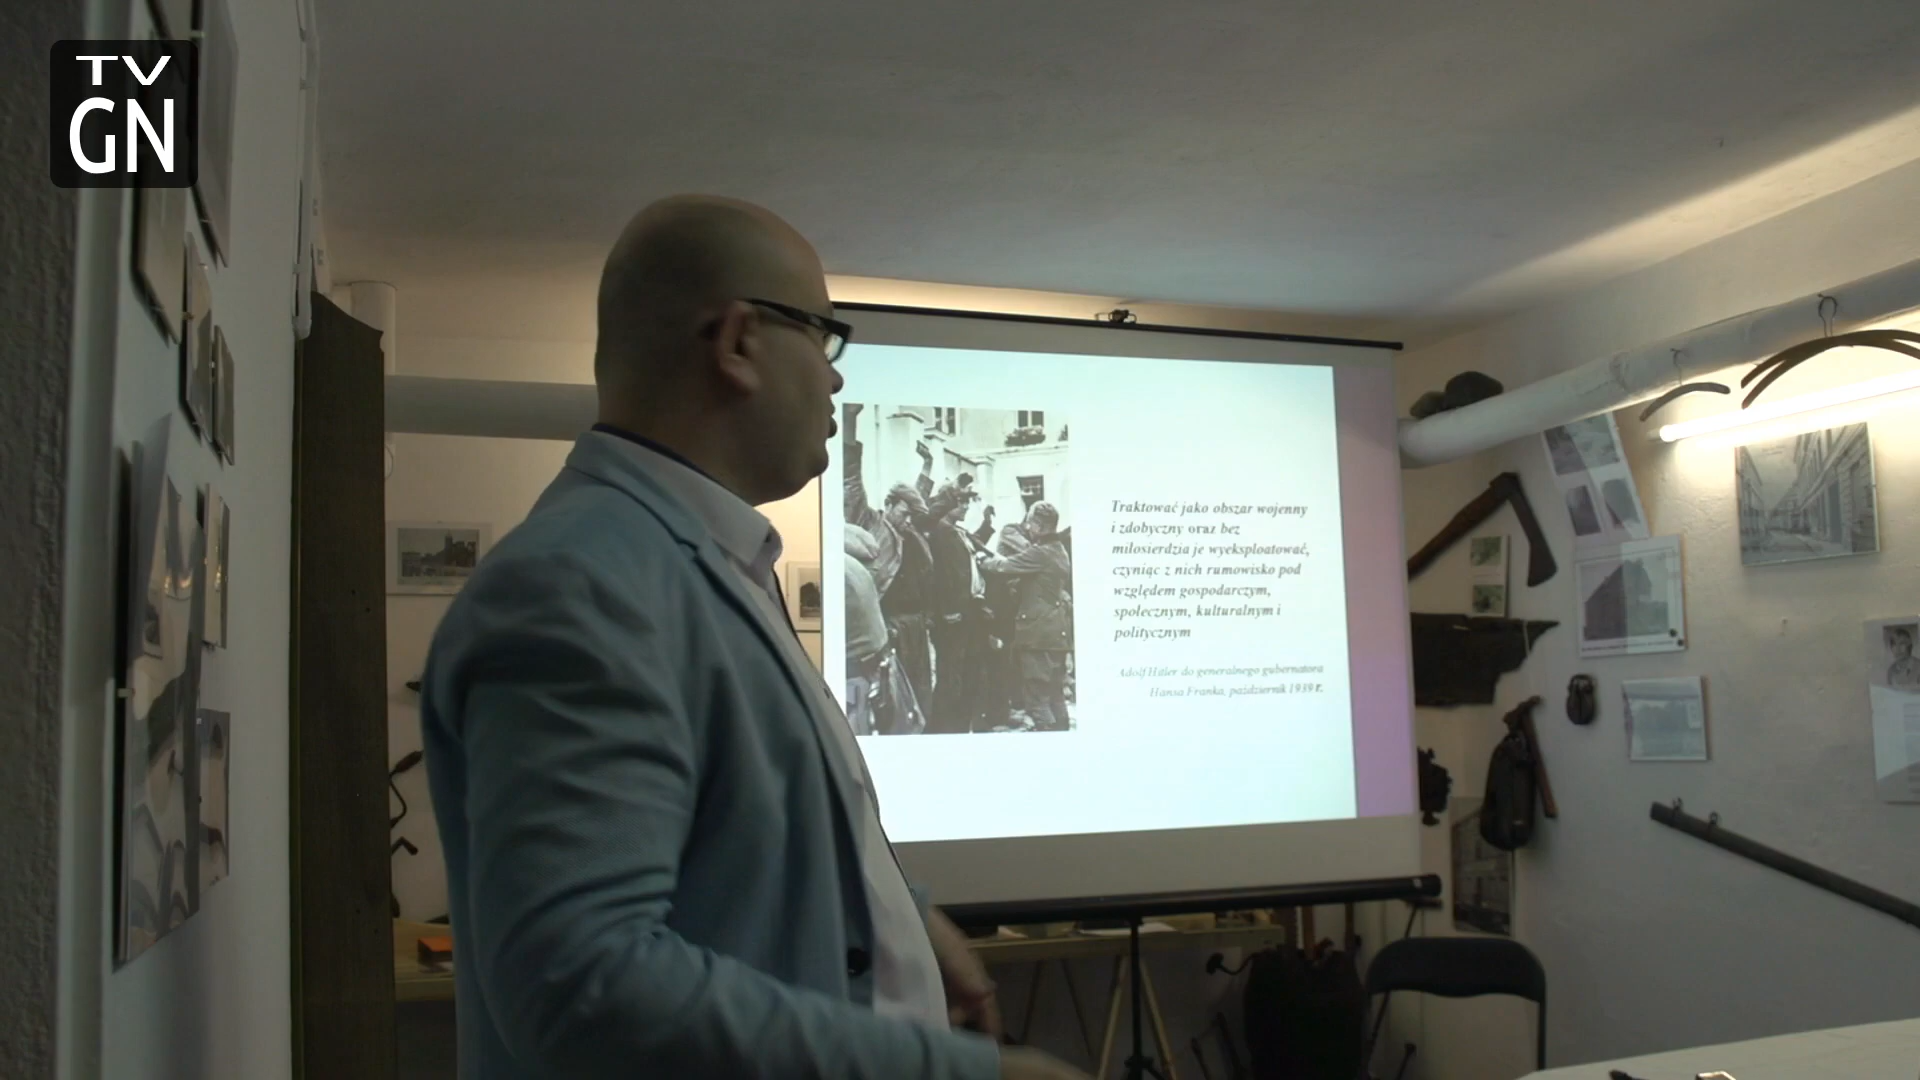 TV
GN
Traktować jako obszar wojenny
i zdobyczny oraz bez
miłosierdzia je wyeksploatować,
czyniąc z nich rumowisko pod
względem gospodarczym,
społecznym, kulturalnym i
politycznym
Adolf Hitler do generalnego gubernatora
Hansa Franka, październik 1939 r.